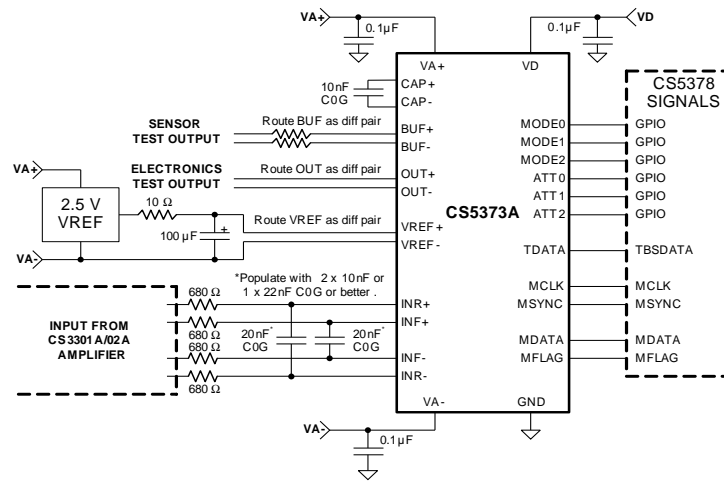 VA+
0.1µF
0.1µF
VD
VA+
VD
CS5378
SIGNALS
10nF
C0G
CAP+
CAP-
SENSOR
TEST OUTPUT
Route BUF as diff pair
BUF+
BUF-
MODE0
GPIO
MODE1
GPIO
MODE2
GPIO
ELECTRONICS
TEST OUTPUT
Route OUT as diff pair
OUT+
OUT-
ATT0
GPIO
ATT1
GPIO
ATT2
GPIO
CS5373A
VA+
2.5 V
VREF
10 Ω
100 µF
+
Route VREF as diff pair
VREF+
VREF-
VA-
TDATA
TBSDATA
*Populate with 2 x 10nF or
1 x 22nF C0G or better .
MCLK
MCLK
MSYNC
MSYNC
INPUT FROM
CS3301A/02A
AMPLIFIER
680 Ω
680 Ω
680 Ω
680 Ω
20nF*
C0G
20nF*
C0G
INR+
INF+
INF-
INR-
MDATA
MDATA
MFLAG
MFLAG
VA-
GND
VA-
0.1µF